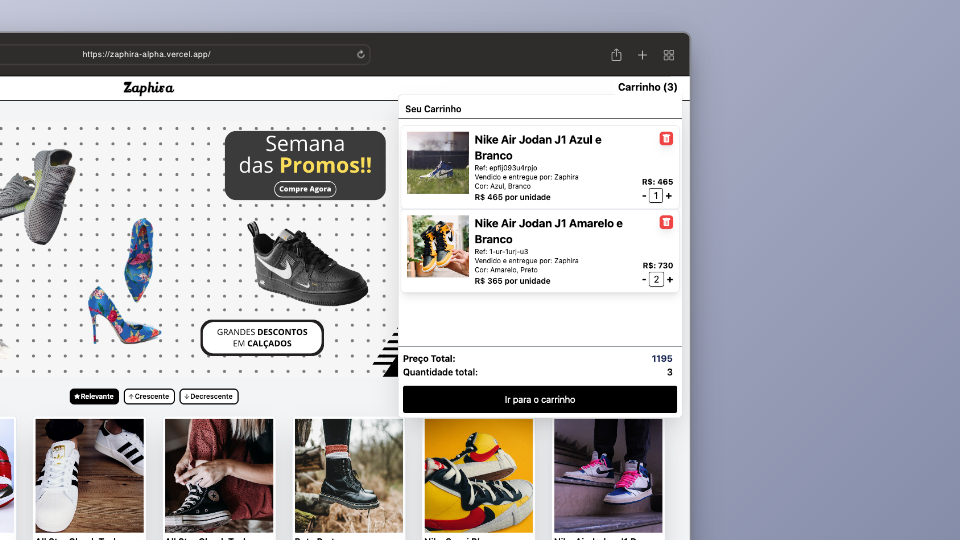 https://zaphira-alpha.vercel.app/
Zaphira
Carrinho (3)
Semana
das Promos!!
Compre Agora
GRANDES DESCONTOS
EM CALÇADOS
Seu Carrinho
Nike Air Jodan J1 Azul e
Branco
Ref: epfij093u4rpjo
Vendido e entregue por: Zaphira
Cor: Azul, Branco
R$ 465 por unidade
R$: 465
- 1 +
Nike Air Jodan J1 Amarelo e
Branco
Ref: 1-ur-1urj-u3
Vendido e entregue por: Zaphira
Cor: Amarelo, Preto
R$ 365 por unidade
R$: 730
- 2 +
Preço Total: 1195
Quantidade total: 3
Ir para o carrinho
★Relevante
↑Crescente
↓Decrescente